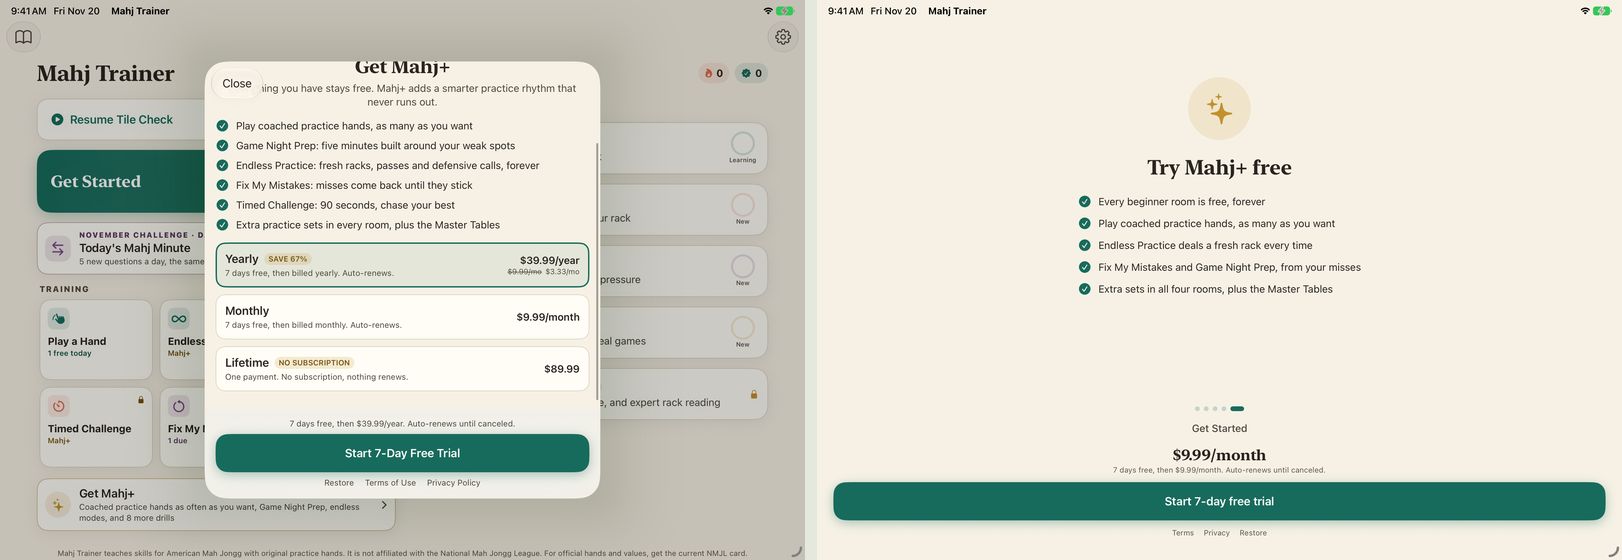 9:41 AM Fri Nov 20 Mahj Trainer
Mahj Trainer
0 0
Resume Tile Check
Get Started
NOVEMBER CHALLENGE · D
Today's Mahj Minute
5 new questions a day, the same
TRAINING
Play a Hand
1 free today
Endless
Mahj+
Timed Challenge
Mahj+
Fix My
1 due
Get Mahj+
Coached practice hands as often as you want, Game Night Prep, endless
modes, and 8 more drills
Learning
ur rack
New
pressure
New
eal games
New
e, and expert rack reading
Mahj Trainer teaches skills for American Mah Jongg with original practice hands. It is not affiliated with the National Mah Jongg League. For official hands and values, get the current NMJL card.
Get Mahj+
Close
ning you have stays free. Mahj+ adds a smarter practice rhythm that
never runs out.
Play coached practice hands, as many as you want
Game Night Prep: five minutes built around your weak spots
Endless Practice: fresh racks, passes and defensive calls, forever
Fix My Mistakes: misses come back until they stick
Timed Challenge: 90 seconds, chase your best
Extra practice sets in every room, plus the Master Tables
Yearly SAVE 67%
$39.99/year
7 days free, then billed yearly. Auto-renews.
$9.99/mo $3.33/mo
Monthly
$9.99/month
7 days free, then billed monthly. Auto-renews.
Lifetime NO SUBSCRIPTION
$89.99
One payment. No subscription, nothing renews.
7 days free, then $39.99/year. Auto-renews until canceled.
Start 7-Day Free Trial
Restore Terms of Use Privacy Policy
9:41 AM Fri Nov 20 Mahj Trainer
Try Mahj+ free
Every beginner room is free, forever
Play coached practice hands, as many as you want
Endless Practice deals a fresh rack every time
Fix My Mistakes and Game Night Prep, from your misses
Extra sets in all four rooms, plus the Master Tables
Get Started
$9.99/month
7 days free, then $9.99/month. Auto-renews until canceled.
Start 7-day free trial
Terms Privacy Restore